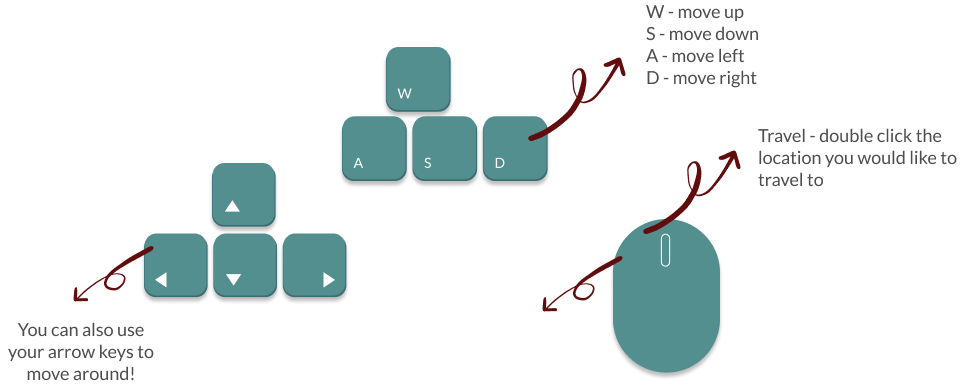 W - move up
S - move down
A - move left
D - move right
W
A
S
D
Travel - double click the
location you would like to
travel to
You can also use
your arrow keys to
move around!